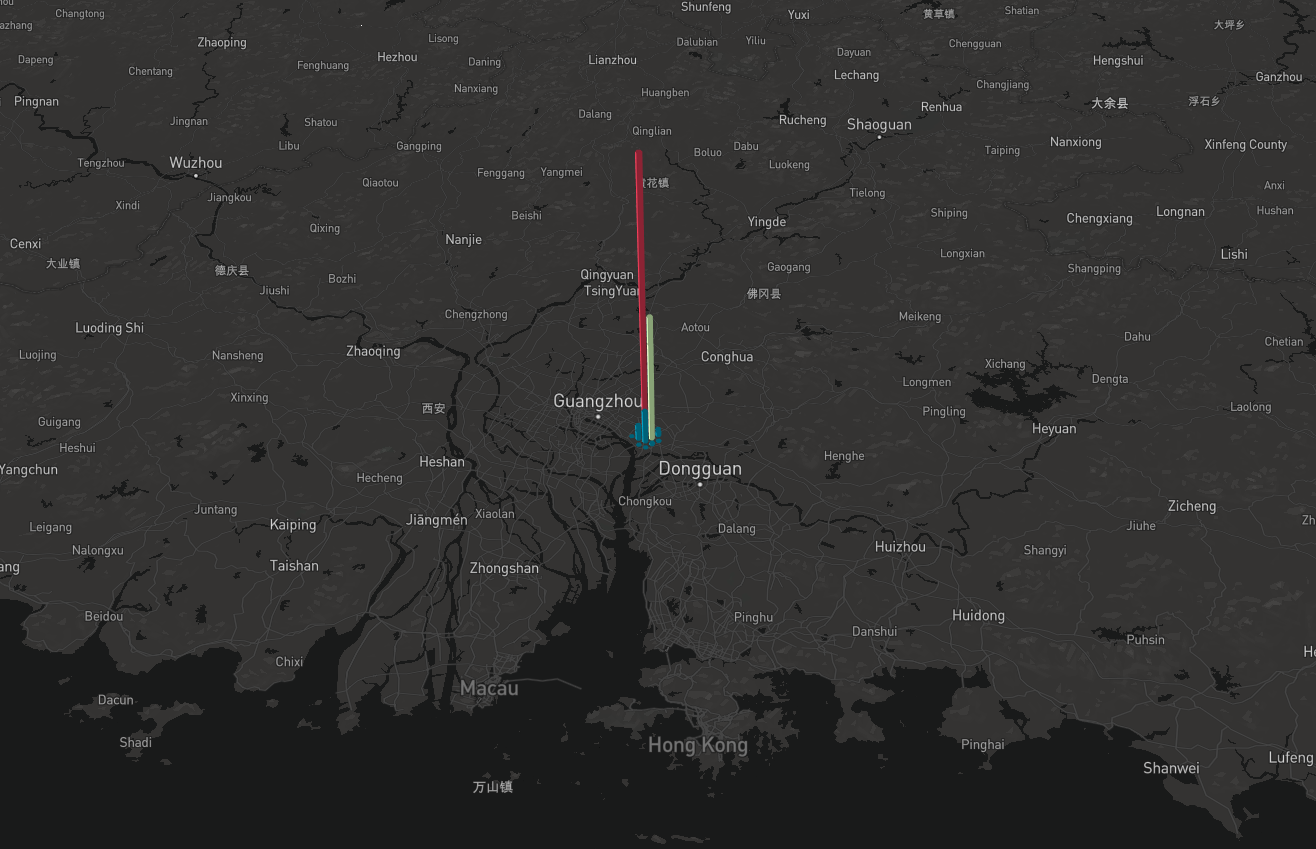 Changtong
Shunfeng
Yuxi
黄草镇
Shatian
大坪乡
Zhaoping
Lisong
Dalubian
Yiliu
Chengguan
Dapeng
Chentang
Fenghuang
Hezhou
Daning
Lianzhou
Dayuan
Lechang
Hengshui
Ganzhou
Pingnan
Nanxiang
Huangben
Changjiang
Renhua
大余县
浮石乡
Jingnan
Shatou
Dalang
Qinglian
Rucheng
Shaoguan
Libu
Gangping
Boluo
Dabu
Taiping
Nanxiong
Xinfeng County
Tengzhou
Wuzhou
Qiaotou
Fenggang
Yangmei
花镇
Luokeng
Tielong
Anxi
Xindi
Jiangkou
Beishi
Yingde
Shiping
Chengxiang
Longnan
Hushan
Cenxi
大业镇
德庆县
Qixing
Nanjie
Longxian
Lishi
Bozhi
Qingyuan
TsingYuan
Gaogang
佛冈县
Shangping
Jiushi
Chengzhong
Aotou
Meikeng
Luoding Shi
Dahu
Chetian
Luojing
Nansheng
Zhaoqing
Conghua
Xichang
Longmen
Dengta
Xinxing
西安
Guangzhou
Pingling
Laolong
Guigang
Heyuan
Heshui
Yangchun
Heshan
Hecheng
Dongguan
Henghe
Juntang
Xiaolan
Chongkou
Zicheng
Leigang
Kaiping
Jiāngmén
Dalang
Jiuhe
Nalongxu
Taishan
Zhongshan
Huizhou
Shangyi
Beidou
Pinghu
Danshui
Huidong
Puhsin
Chixi
Macau
Dacun
Shadi
Hong Kong
Pinghai
Shanwei
Lufeng
万山镇